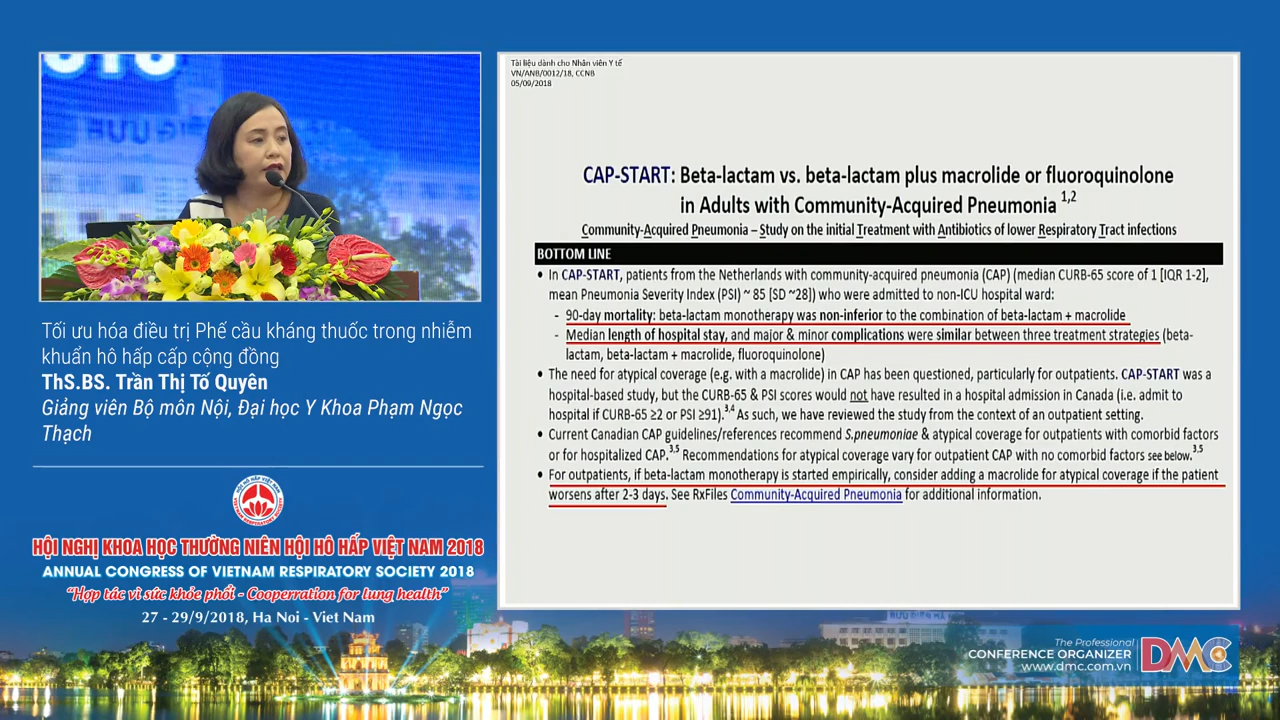 Tài liệu dành cho Nhân viên Y tế
VN/ANB/0012/18, CCNB
05/09/2018
CAP-START: Beta-lactam vs. beta-lactam plus macrolide or fluoroquinolone
in Adults with Community-Acquired Pneumonia 1,2
Community-Acquired Pneumonia – Study on the initial Treatment with Antibiotics of lower Respiratory Tract infections
BOTTOM LINE
• In CAP-START, patients from the Netherlands with community-acquired pneumonia (CAP) (median CURB-65 score of 1 [IQR 1-2],
mean Pneumonia Severity Index (PSI) ~ 85 [SD ~28]) who were admitted to non-ICU hospital ward:
- 90-day mortality: beta-lactam monotherapy was non-inferior to the combination of beta-lactam + macrolide
- Median length of hospital stay, and major & minor complications were similar between three treatment strategies (beta-
lactam, beta-lactam + macrolide, fluoroquinolone)
• The need for atypical coverage (e.g. with a macrolide) in CAP has been questioned, particularly for outpatients. CAP-START was a
hospital-based study, but the CURB-65 & PSI scores would not have resulted in a hospital admission in Canada (i.e. admit to
hospital if CURB-65 ≥2 or PSI ≥91).3,4 As such, we have reviewed the study from the context of an outpatient setting.
• Current Canadian CAP guidelines/references recommend S.pneumoniae & atypical coverage for outpatients with comorbid factors
or for hospitalized CAP.3,5 Recommendations for atypical coverage vary for outpatient CAP with no comorbid factors see below.3,5
• For outpatients, if beta-lactam monotherapy is started empirically, consider adding a macrolide for atypical coverage if the patient
worsens after 2-3 days. See RxFiles Community-Acquired Pneumonia for additional information.
Tối ưu hóa điều trị Phế cầu kháng thuốc trong nhiễm
khuẩn hô hấp cấp cộng đồng
ThS.BS. Trần Thị Tố Quyên
Giảng viên Bộ môn Nội, Đại học Y Khoa Phạm Ngọc
Thạch
HỘI NGHỊ KHOA HỌC THƯỜNG NIÊN HỘI HÔ HẤP VIỆT NAM 2018
ANNUAL CONGRESS OF VIETNAM RESPIRATORY SOCIETY 2018
"Hợp tác vì sức khỏe phổi - Cooperration for lung health"
27 - 29/9/2018, Ha Noi - Viet Nam
The Professional
CONFERENCE ORGANIZER
www.dmc.com.vn
DMC